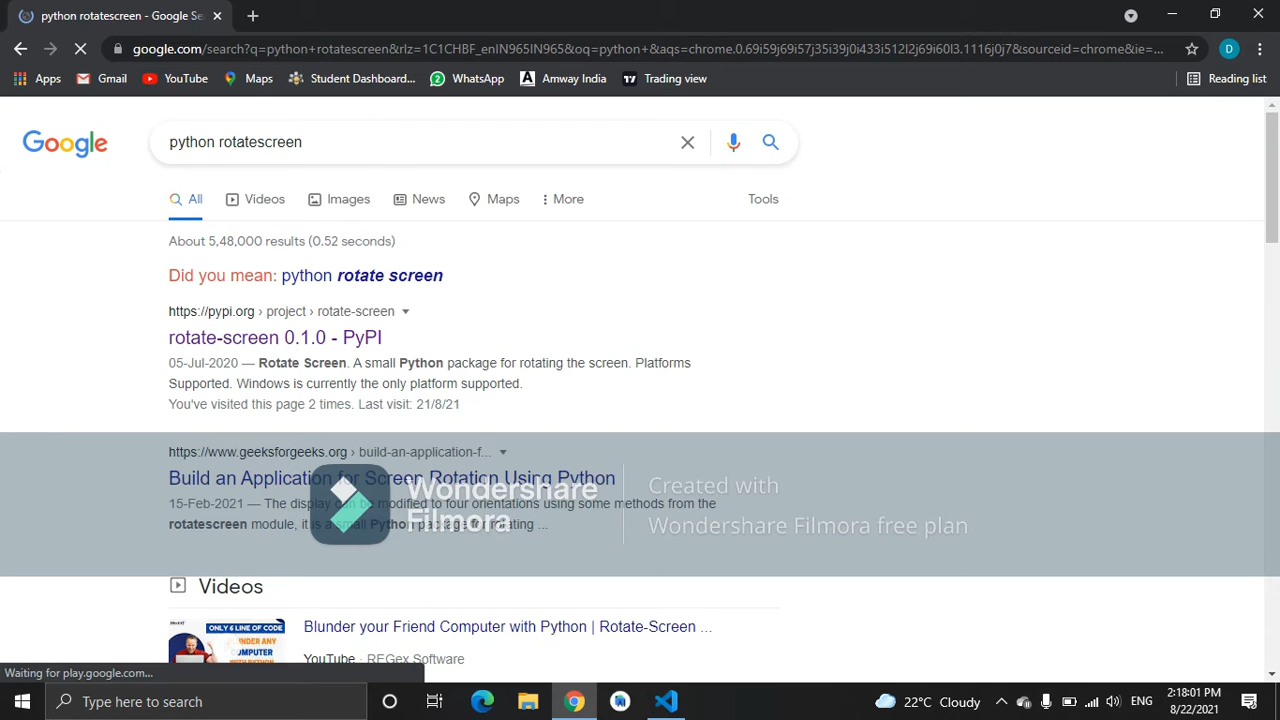 python rotatescreen - Google Se
google.com/search?q=python+rotatescreen&rlz=1C1CHBF_enIN965IN965&oq=python+&aqs=chrome.0.69i59j69i57j35i39j0i433i512l2j69i60l3.1116j0j7&sourceid=chrome&ie=...
D
Apps Gmail YouTube Maps Student Dashboard... WhatsApp Amway India Trading view Reading list
Google python rotatescreen
All Videos Images News Maps More Tools
About 5,48,000 results (0.52 seconds)
Did you mean: python rotate screen
https://pypi.org › project › rotate-screen
rotate-screen 0.1.0 - PyPI
05-Jul-2020 — Rotate Screen. A small Python package for rotating the screen. Platforms
Supported. Windows is currently the only platform supported.
You've visited this page 2 times. Last visit: 21/8/21
https://www.geeksforgeeks.org › build-an-application-f...
Build an Application for Screen Rotation Using Python
15-Feb-2021 — The display can be modified to four orientations using some methods from the
rotatescreen module, it is a small Python package for rotating ...
Wondershare
Filmora
Created with
Wondershare Filmora free plan
Videos
ONLY 6 LINE OF CODE
COMPUTER
Blunder your Friend Computer with Python | Rotate-Screen ...
YouTube · REGex Software
Waiting for play.google.com...
Type here to search
22°C Cloudy
ENG
2:18:01 PM
8/22/2021